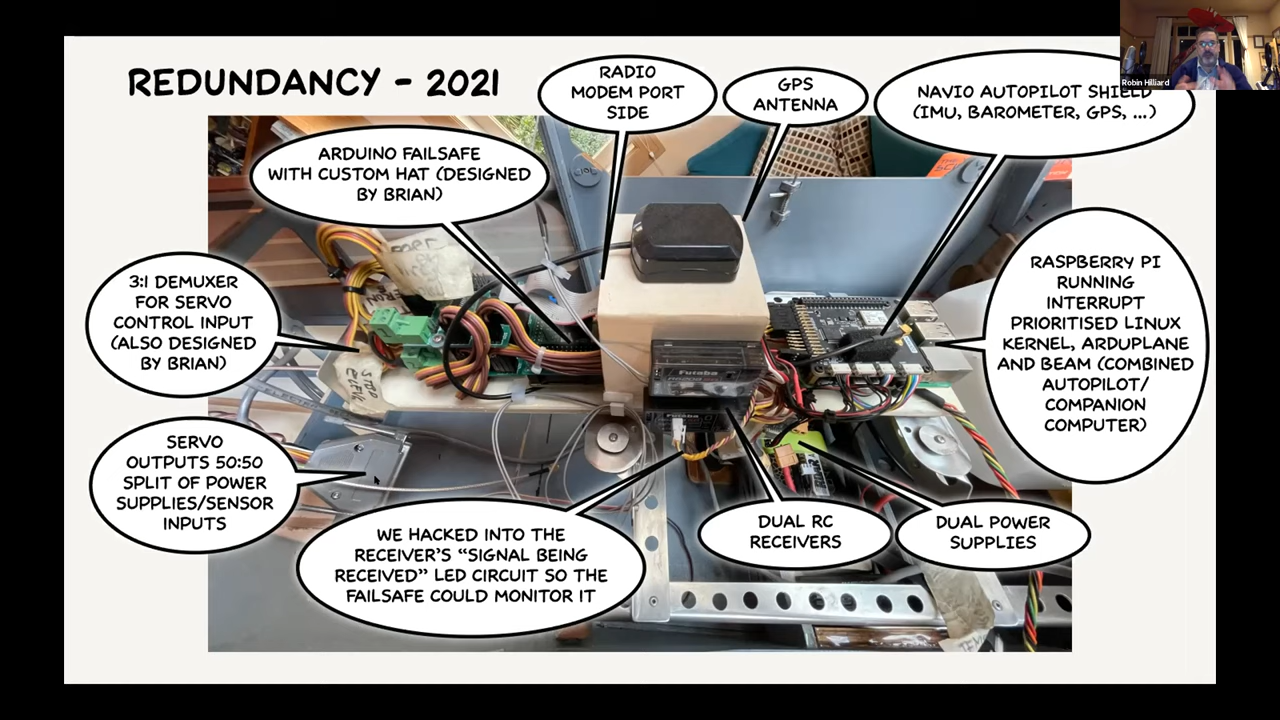 REDUNDANCY - 2021
RADIO
MODEM PORT
SIDE
GPS
ANTENNA
NAVIO AUTOPILOT SHIELD
(IMU, BAROMETER, GPS, ...)
Robin Hilliard
ARDUINO FAILSAFE
WITH CUSTOM HAT (DESIGNED
BY BRIAN)
3:1 DEMUXER
FOR SERVO
CONTROL INPUT
(ALSO DESIGNED
BY BRIAN)
RASPBERRY PI
RUNNING
INTERRUPT
PRIORITISED LINUX
KERNEL, ARDUPLANE
AND BEAM (COMBINED
AUTOPILOT/
COMPANION
COMPUTER)
Futaba
Futaba
SERVO
OUTPUTS 50:50
SPLIT OF POWER
SUPPLIES/SENSOR
INPUTS
WE HACKED INTO THE
RECEIVER'S “SIGNAL BEING
RECEIVED” LED CIRCUIT SO THE
FAILSAFE COULD MONITOR IT
DUAL RC
RECEIVERS
DUAL POWER
SUPPLIES